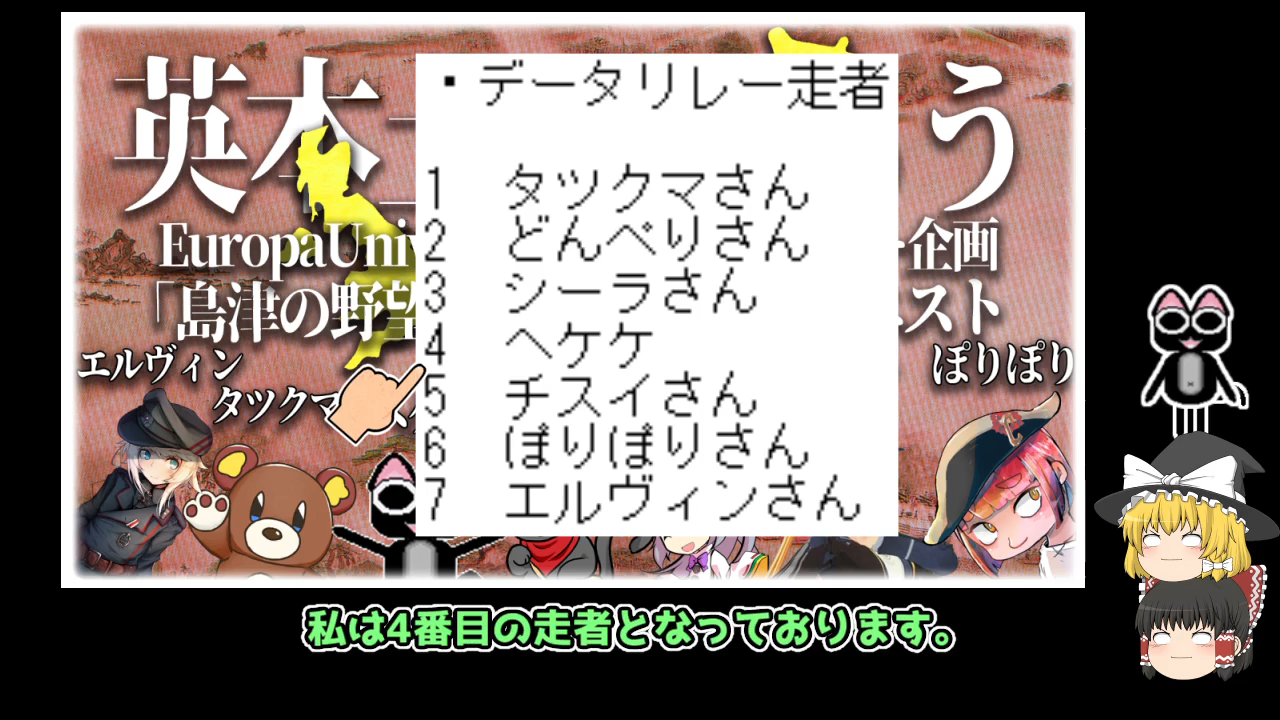 英本
う
EuropaUni
企画
「島津の野望
スト
エルヴィン
タックマ
ぽりぽり
・データリレー走者
1 タックマさん
2 どんぺりさん
3 シーラさん
4 ヘケケ
5 チスイさん
6 ぽりぽりさん
7 エルヴィンさん
私は4番目の走者となっております。